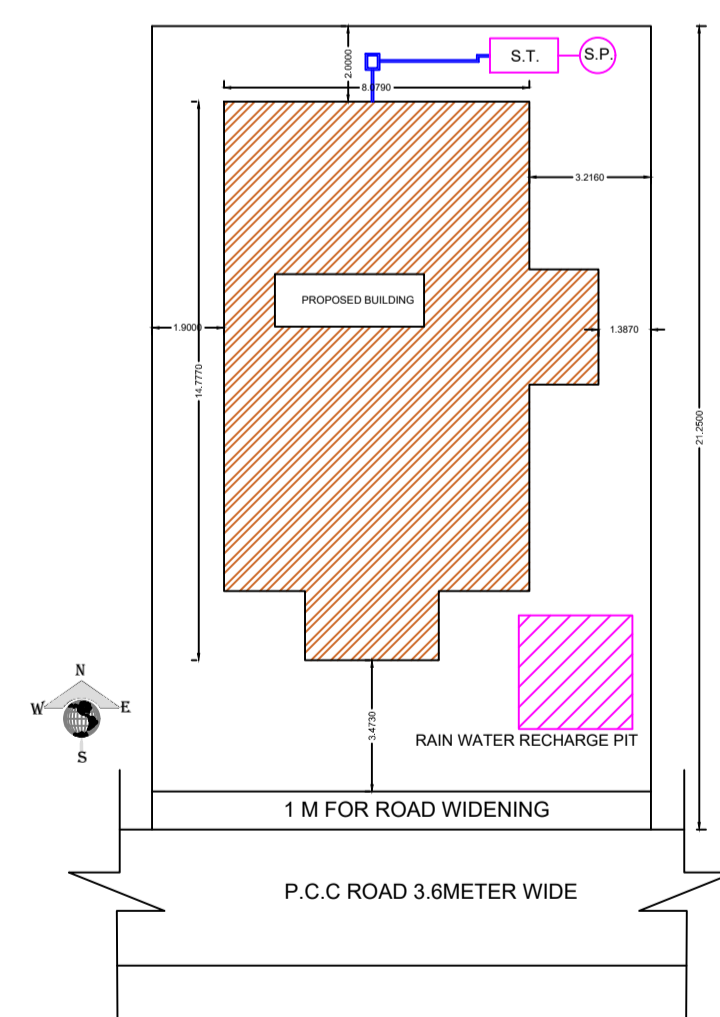 2.0000
S.T.
S.P.
8.0790
3.2160
PROPOSED BUILDING
1.9000
1.3870
14.7770
21.2500
N
W
E
S
3.4730
RAIN WATER RECHARGE PIT
1 M FOR ROAD WIDENING
P.C.C ROAD 3.6METER WIDE